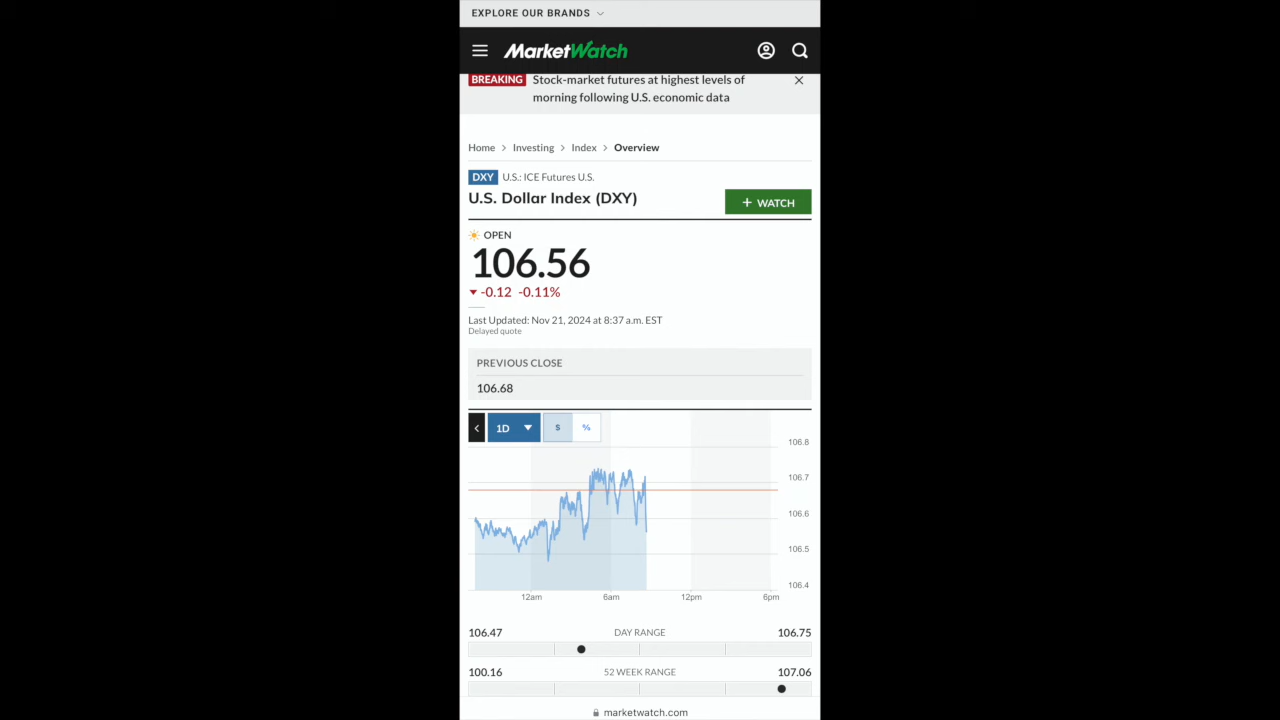 EXPLORE OUR BRANDS
MarketWatch
BREAKING Stock-market futures at highest levels of
morning following U.S. economic data
Home > Investing > Index > Overview
DXY U.S.: ICE Futures U.S.
U.S. Dollar Index (DXY)
+ WATCH
OPEN
106.56
-0.12 -0.11%
Last Updated: Nov 21, 2024 at 8:37 a.m. EST
Delayed quote
PREVIOUS CLOSE
106.68
1D $ %
106.8
106.7
106.6
106.5
106.4
12am 6am 12pm 6pm
106.47 DAY RANGE 106.75
100.16 52 WEEK RANGE 107.06
marketwatch.com